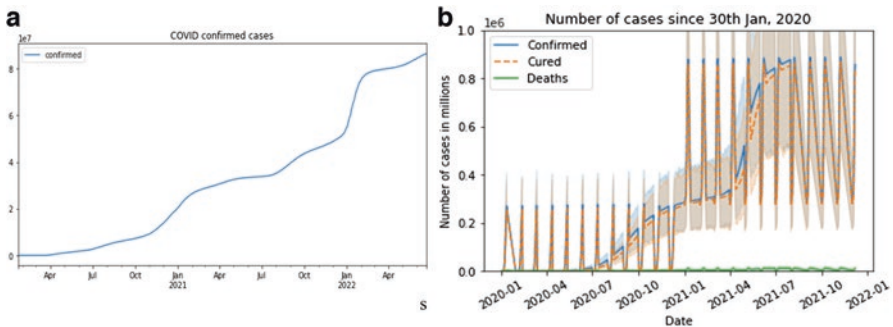 a
COVID confirmed cases
1e7
confirmed
8
6
4
2
0
Apr
Jul
Oct
Jan
2021
Apr
Jul
Oct
Jan
2022
Apr
s
b
Number of cases since 30th Jan, 2020
1e6
Confirmed
Cured
Deaths
Number of cases in millions
1.0
0.8
0.6
0.4
0.2
0.0
2020-01
2020-04
2020-07
2020-10
2021-01
2021-04
2021-07
2021-10
2022-01
Date